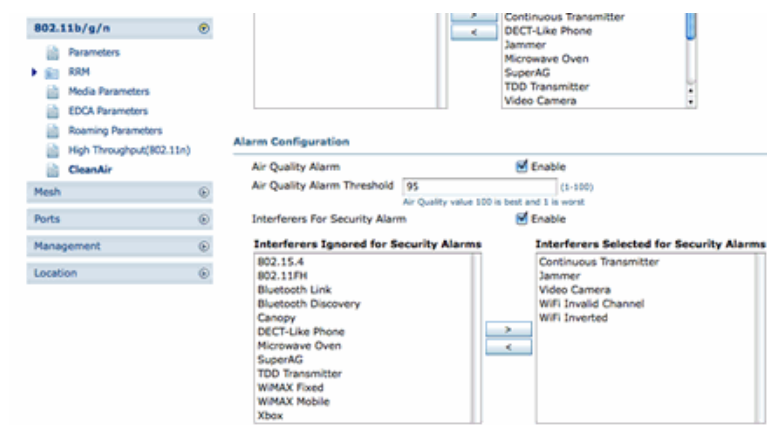 802.11b/g/n
Parameters
RRM
Media Parameters
EDCA Parameters
Roaming Parameters
High Throughput(802.11n)
CleanAir
Mesh
Ports
Management
Location
>
<
Continuous Transmitter
DECT-Like Phone
Jammer
Microwave Oven
SuperAG
TDD Transmitter
Video Camera
Alarm Configuration
Air Quality Alarm Enable
Air Quality Alarm Threshold 95 (1-100)
Air Quality value 100 is best and 1 is worst
Interferers For Security Alarm Enable
Interferers Ignored for Security Alarms
802.15.4
802.11FH
Bluetooth Link
Bluetooth Discovery
Canopy
DECT-Like Phone
Microwave Oven
SuperAG
TDD Transmitter
WiMAX Fixed
WiMAX Mobile
Xbox
>
<
Interferers Selected for Security Alarms
Continuous Transmitter
Jammer
Video Camera
WiFi Invalid Channel
WiFi Inverted